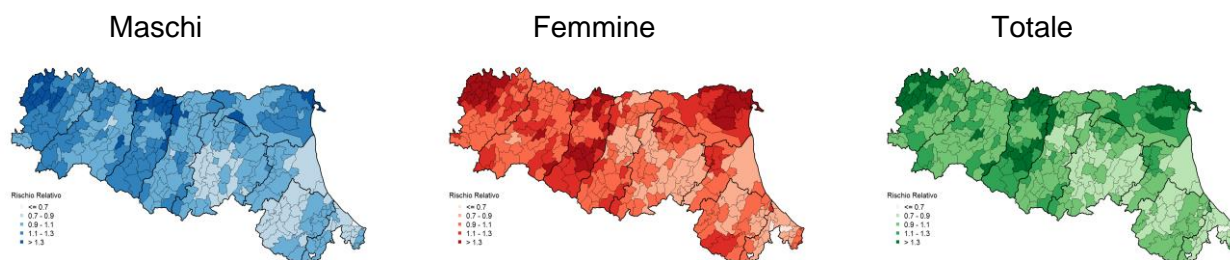 Maschi
Femmine
Totale
Rischio Relativo
<= 0.7
0.7 - 0.9
0.9 - 1.1
1.1 - 1.3
> 1.3
Rischio Relativo
<= 0.7
0.7 - 0.9
0.9 - 1.1
1.1 - 1.3
> 1.3
Rischio Relativo
<= 0.7
0.7 - 0.9
0.9 - 1.1
1.1 - 1.3
> 1.3